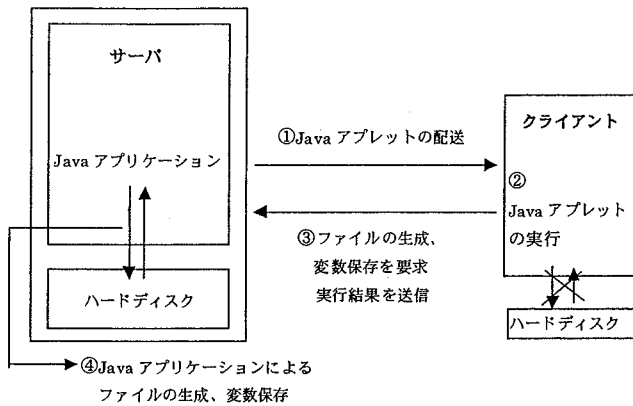 サーバ
Javaアプリケーション
ハードディスク
①Javaアプレットの配送
③ファイルの生成、
変数保存を要求
実行結果を送信
クライアント
②
Javaアプレット
の実行
ハードディスク
④Javaアプリケーションによる
ファイルの生成、変数保存